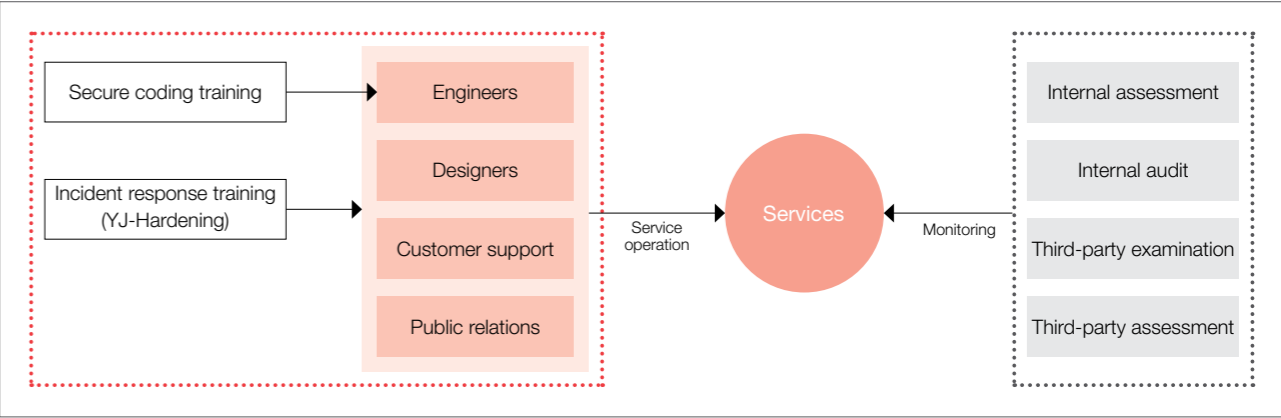 Secure coding training
Incident response training
(YJ-Hardening)
Engineers
Designers
Customer support
Public relations
Service
operation
Services
Monitoring
Internal assessment
Internal audit
Third-party examination
Third-party assessment